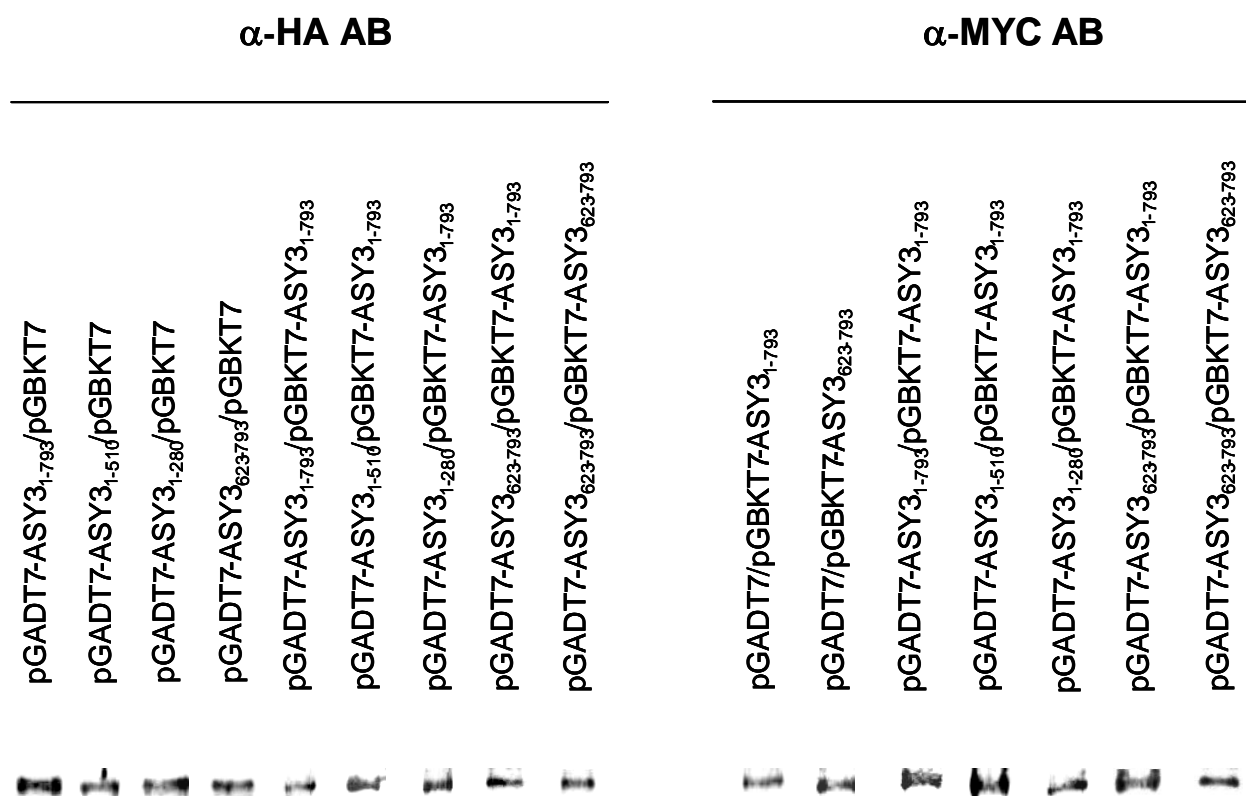 α-HA AB
α-MYC AB
pGADT7-ASY3₁₋₇₉₃/pGBKT7
pGADT7-ASY3₁₋₅₁₀/pGBKT7
pGADT7-ASY3₁₋₂₈₀/pGBKT7
pGADT7-ASY3₆₂₃₋₇₉₃/pGBKT7
pGADT7-ASY3₁₋₇₉₃/pGBKT7-ASY3₁₋₇₉₃
pGADT7-ASY3₁₋₅₁₀/pGBKT7-ASY3₁₋₇₉₃
pGADT7-ASY3₁₋₂₈₀/pGBKT7-ASY3₁₋₇₉₃
pGADT7-ASY3₆₂₃₋₇₉₃/pGBKT7-ASY3₁₋₇₉₃
pGADT7-ASY3₆₂₃₋₇₉₃/pGBKT7-ASY3₆₂₃₋₇₉₃
pGADT7/pGBKT7-ASY3₁₋₇₉₃
pGADT7/pGBKT7-ASY3₆₂₃₋₇₉₃
pGADT7-ASY3₁₋₇₉₃/pGBKT7-ASY3₁₋₇₉₃
pGADT7-ASY3₁₋₅₁₀/pGBKT7-ASY3₁₋₇₉₃
pGADT7-ASY3₁₋₂₈₀/pGBKT7-ASY3₁₋₇₉₃
pGADT7-ASY3₆₂₃₋₇₉₃/pGBKT7-ASY3₁₋₇₉₃
pGADT7-ASY3₆₂₃₋₇₉₃/pGBKT7-ASY3₆₂₃₋₇₉₃